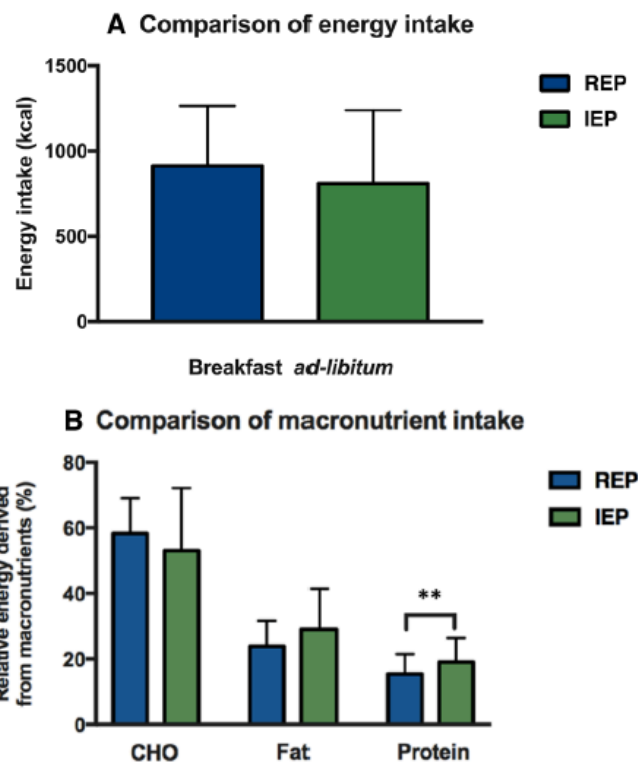 A Comparison of energy intake
REP
IEP
Energy intake (kcal)
1500
1000
500
0
Breakfast ad-libitum
B Comparison of macronutrient intake
REP
IEP
Relative energy derived
from macronutrients (%)
80
60
40
20
0
**
CHO
Fat
Protein